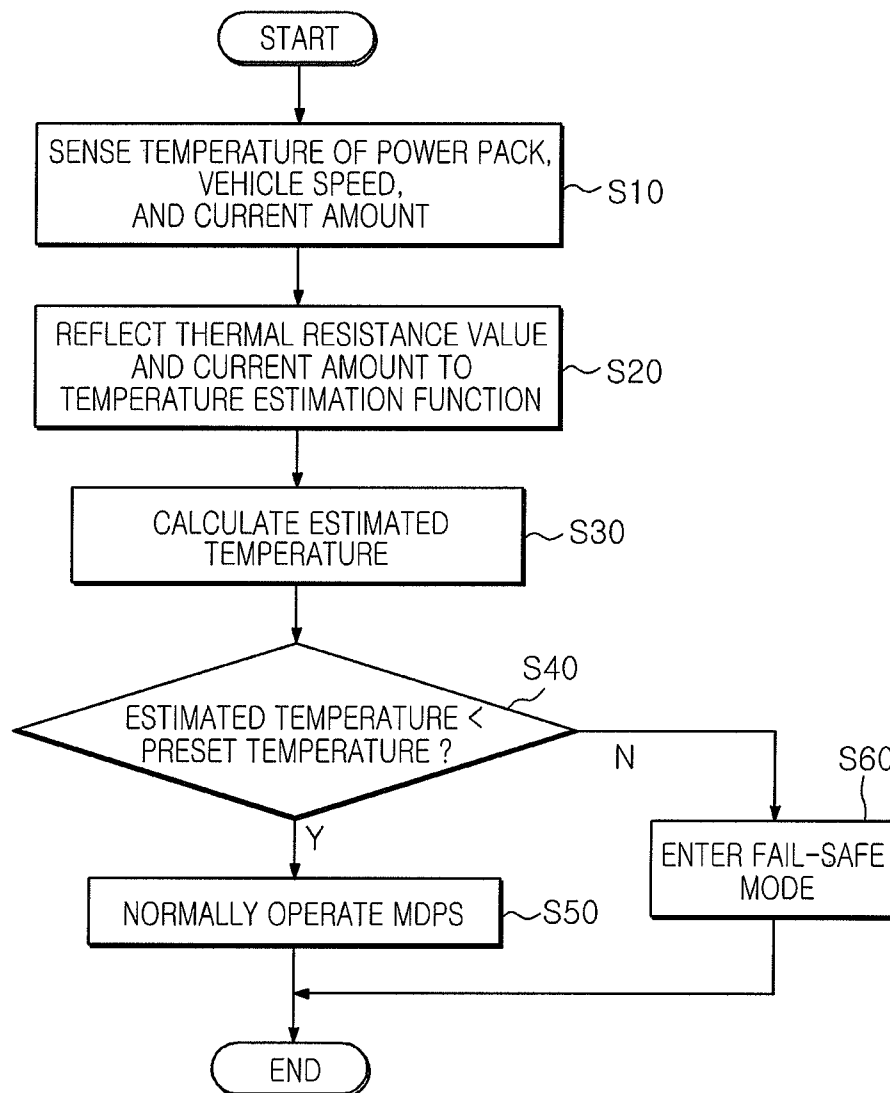 START
SENSE TEMPERATURE OF POWER PACK,
VEHICLE SPEED,
AND CURRENT AMOUNT
S10
REFLECT THERMAL RESISTANCE VALUE
AND CURRENT AMOUNT TO
TEMPERATURE ESTIMATION FUNCTION
S20
CALCULATE ESTIMATED
TEMPERATURE
S30
S40
ESTIMATED TEMPERATURE <
PRESET TEMPERATURE ?
N
Y
S60
ENTER FAIL-SAFE
MODE
NORMALLY OPERATE MDPS
S50
END